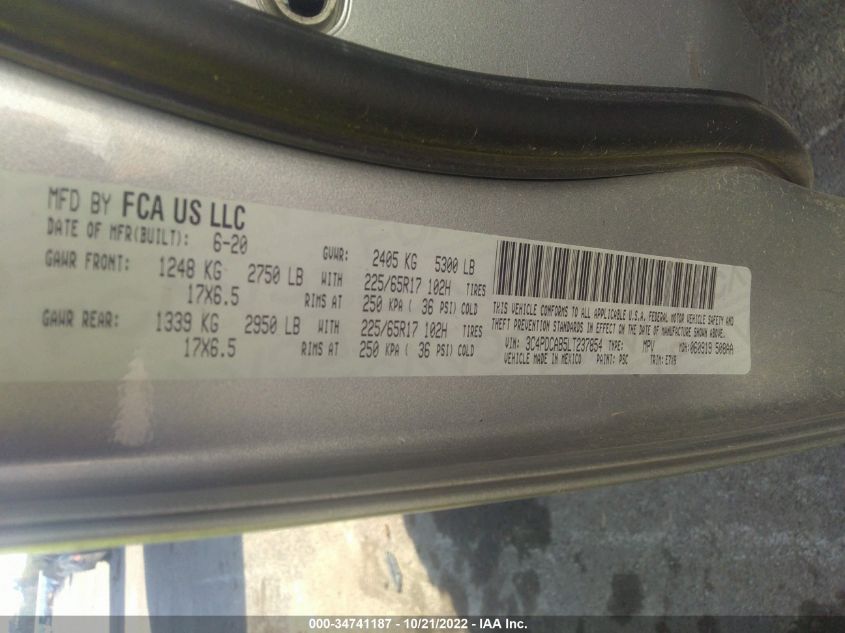 MFD BY FCA US LLC
DATE OF MFR(BUILT): 6-20 GVWR: 2405 KG 5300 LB
GAWR FRONT: 1248 KG 2750 LB WITH 225/65R17 102H TIRES
17X6.5 RIMS AT 250 KPA ( 36 PSI) COLD
GAWR REAR: 1339 KG 2950 LB WITH 225/65R17 102H TIRES
17X6.5 RIMS AT 250 KPA ( 36 PSI) COLD
THIS VEHICLE CONFORMS TO ALL APPLICABLE U.S.A. FEDERAL MOTOR VEHICLE SAFETY AND
THEFT PREVENTION STANDARDS IN EFFECT ON THE DATE OF MANUFACTURE SHOWN ABOVE.
VIN: 3C4PDCAB5LT237854 TYPE: MPV MDH:060919 508AA
VEHICLE MADE IN MEXICO PAINT: PSC TRIM:
000-34741187 - 10/21/2022 - IAA Inc.